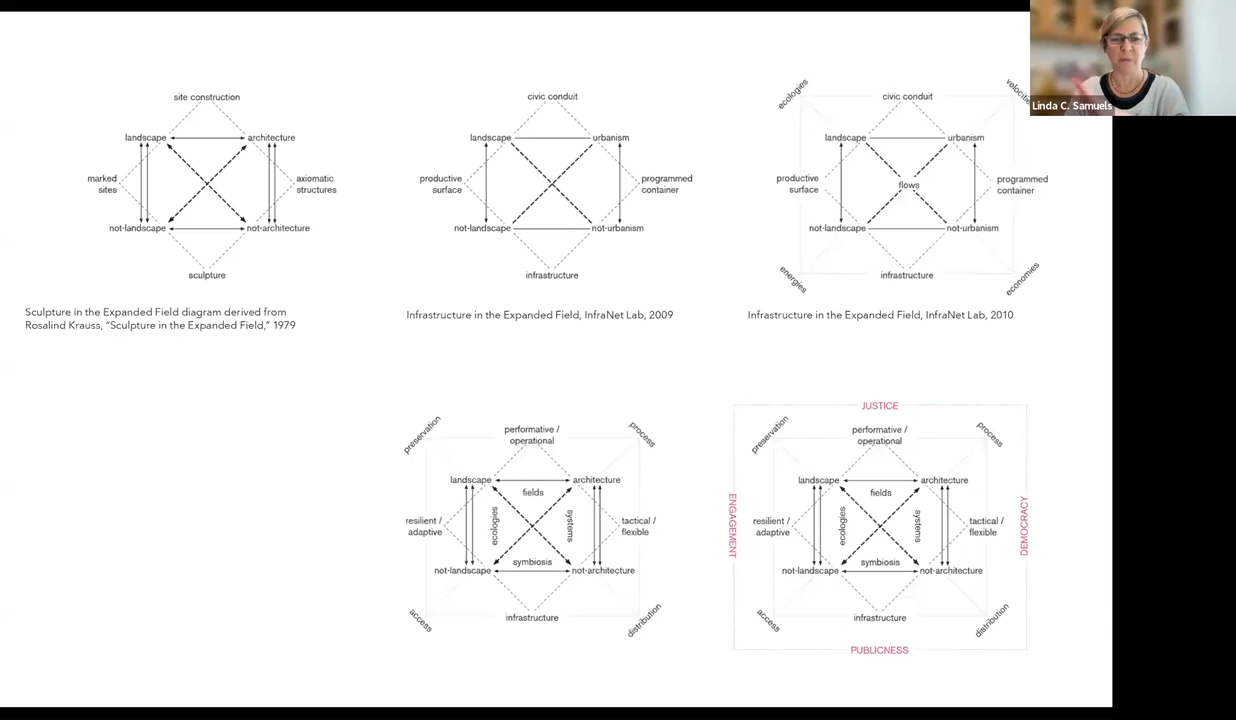 Linda C. Samuels
site construction
landscape
architecture
marked
sites
axiomatic
structures
not-landscape
not-architecture
sculpture
Sculpture in the Expanded Field diagram derived from
Rosalind Krauss, “Sculpture in the Expanded Field,” 1979
civic conduit
landscape
urbanism
productive
surface
programmed
container
not-landscape
not-urbanism
infrastructure
Infrastructure in the Expanded Field, InfraNet Lab, 2009
ecologies
civic conduit
landscape
urbanism
productive
surface
flows
programmed
container
not-landscape
not-urbanism
energies
infrastructure
economies
Infrastructure in the Expanded Field, InfraNet Lab, 2010
preservation
performative /
operational
process
landscape
architecture
fields
resilient /
adaptive
ecologies
systems
tactical /
flexible
symbiosis
not-landscape
not-architecture
access
infrastructure
distribution
JUSTICE
preservation
performative /
operational
process
landscape
architecture
fields
ENGAGEMENT
resilient /
adaptive
ecologies
systems
tactical /
flexible
DEMOCRACY
symbiosis
not-landscape
not-architecture
access
infrastructure
distribution
PUBLICNESS